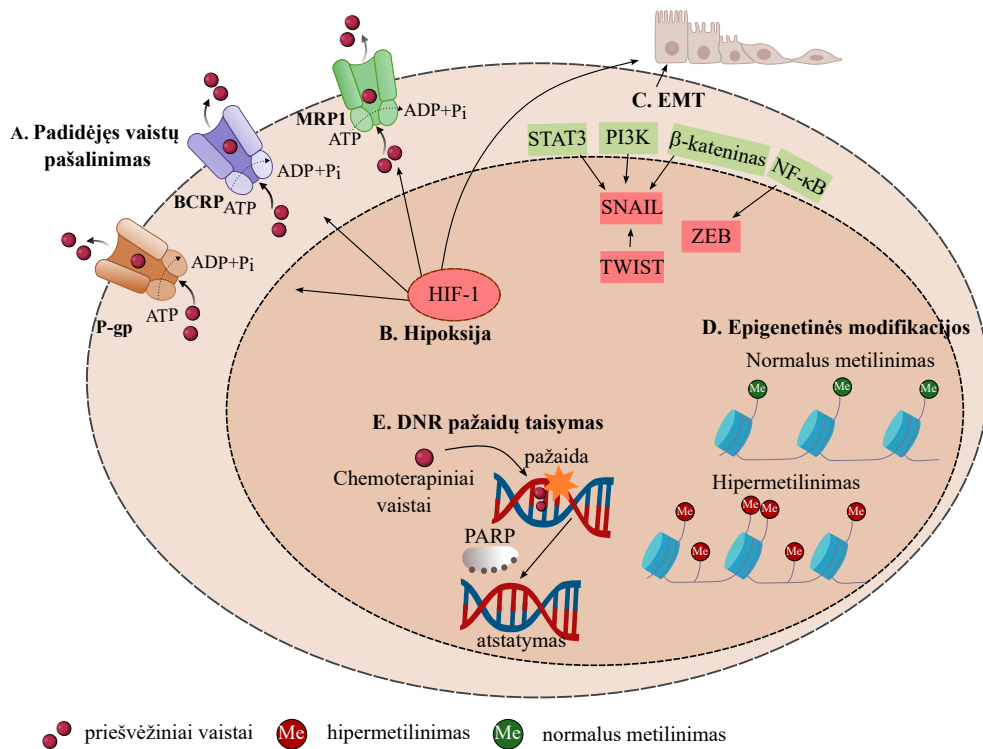 A. Padidėjęs vaistų
pašalinimas
MRP1
ATP
ADP+Pi
BCRP
ATP
ADP+Pi
P-gp
ATP
ADP+Pi
HIF-1
B. Hipoksija
C. EMT
STAT3
PI3K
β-kateninas
NF-κB
SNAIL
ZEB
TWIST
D. Epigenetinės modifikacijos
Normalus metilinimas
Me
Me
Me
Hipermetilinimas
Me
Me
Me
Me
Me
Me
E. DNR pažaidų taisymas
pažaida
Chemoterapiniai
vaistai
PARP
atstatymas
priešvėžiniai vaistai
Me
hipermetilinimas
Me
normalus metilinimas